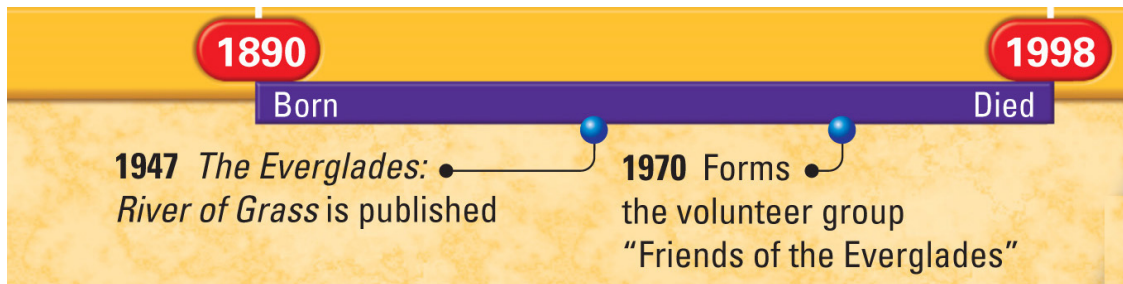 1890
1998
Born
Died
1947 The Everglades:
River of Grass is published
1970 Forms
the volunteer group
“Friends of the Everglades”